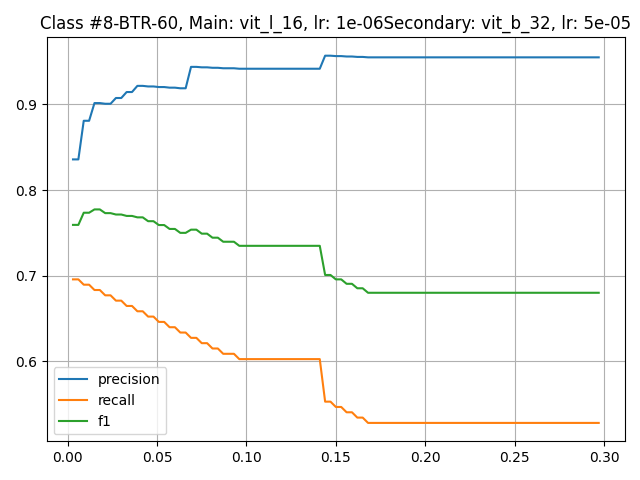 Class #8-BTR-60, Main: vit_l_16, lr: 1e-06Secondary: vit_b_32, lr: 5e-05
0.9
0.8
0.7
0.6
precision
recall
f1
0.00 0.05 0.10 0.15 0.20 0.25 0.30